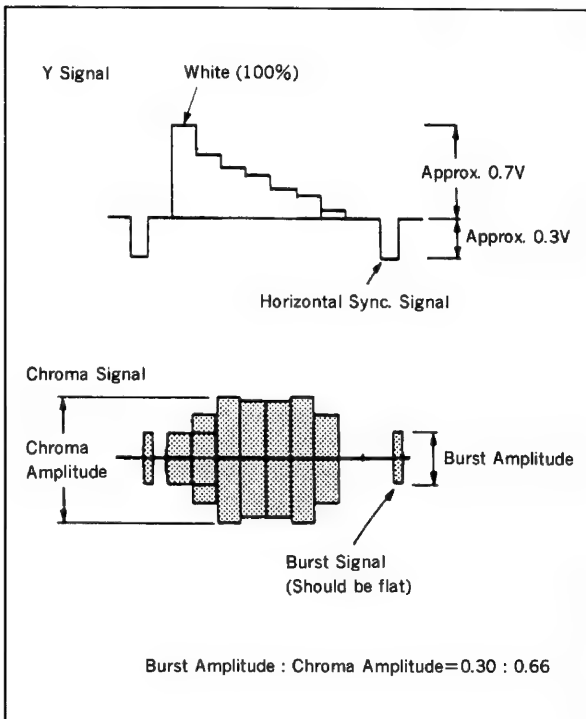 Y Signal
White (100%)
Approx. 0.7V
Approx. 0.3V
Horizontal Sync. Signal
Chroma Signal
Chroma
Amplitude
Burst Amplitude
Burst Signal
(Should be flat)
Burst Amplitude : Chroma Amplitude=0.30 : 0.66